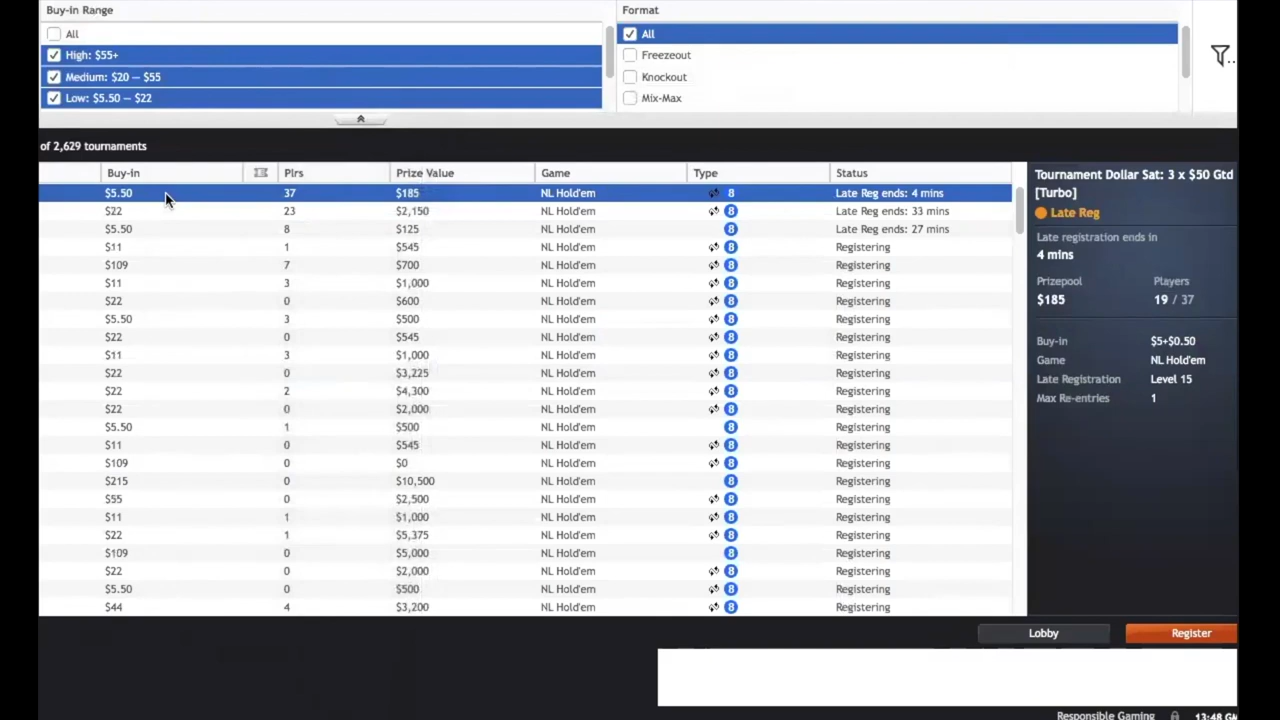 Buy-in Range
Format
All
All
High: $55+
Freezeout
Medium: $20 — $55
Knockout
Low: $5.50 — $22
Mix-Max
of 2,629 tournaments
Buy-in Plrs Prize Value Game Type Status
$5.50 37 $185 NL Hold'em 8 Late Reg ends: 4 mins
$22 23 $2,150 NL Hold'em 8 Late Reg ends: 33 mins
$5.50 8 $125 NL Hold'em 8 Late Reg ends: 27 mins
$11 1 $545 NL Hold'em 8 Registering
$109 7 $700 NL Hold'em 8 Registering
$11 3 $1,000 NL Hold'em 8 Registering
$22 0 $600 NL Hold'em 8 Registering
$5.50 3 $500 NL Hold'em 8 Registering
$22 0 $545 NL Hold'em 8 Registering
$11 3 $1,000 NL Hold'em 8 Registering
$22 0 $3,225 NL Hold'em 8 Registering
$22 2 $4,300 NL Hold'em 8 Registering
$22 0 $2,000 NL Hold'em 8 Registering
$5.50 1 $500 NL Hold'em 8 Registering
$11 0 $545 NL Hold'em 8 Registering
$109 0 $0 NL Hold'em 8 Registering
$215 0 $10,500 NL Hold'em 8 Registering
$55 0 $2,500 NL Hold'em 8 Registering
$11 1 $1,000 NL Hold'em 8 Registering
$22 1 $5,375 NL Hold'em 8 Registering
$109 0 $5,000 NL Hold'em 8 Registering
$22 0 $2,000 NL Hold'em 8 Registering
$5.50 0 $500 NL Hold'em 8 Registering
$44 4 $3,200 NL Hold'em 8 Registering
Tournament Dollar Sat: 3 x $50 Gtd
[Turbo]
Late Reg
Late registration ends in
4 mins
Prizepool Players
$185 19 / 37
Buy-in $5+$0.50
Game NL Hold'em
Late Registration Level 15
Max Re-entries 1
Lobby Register
Responsible Gaming 13:48